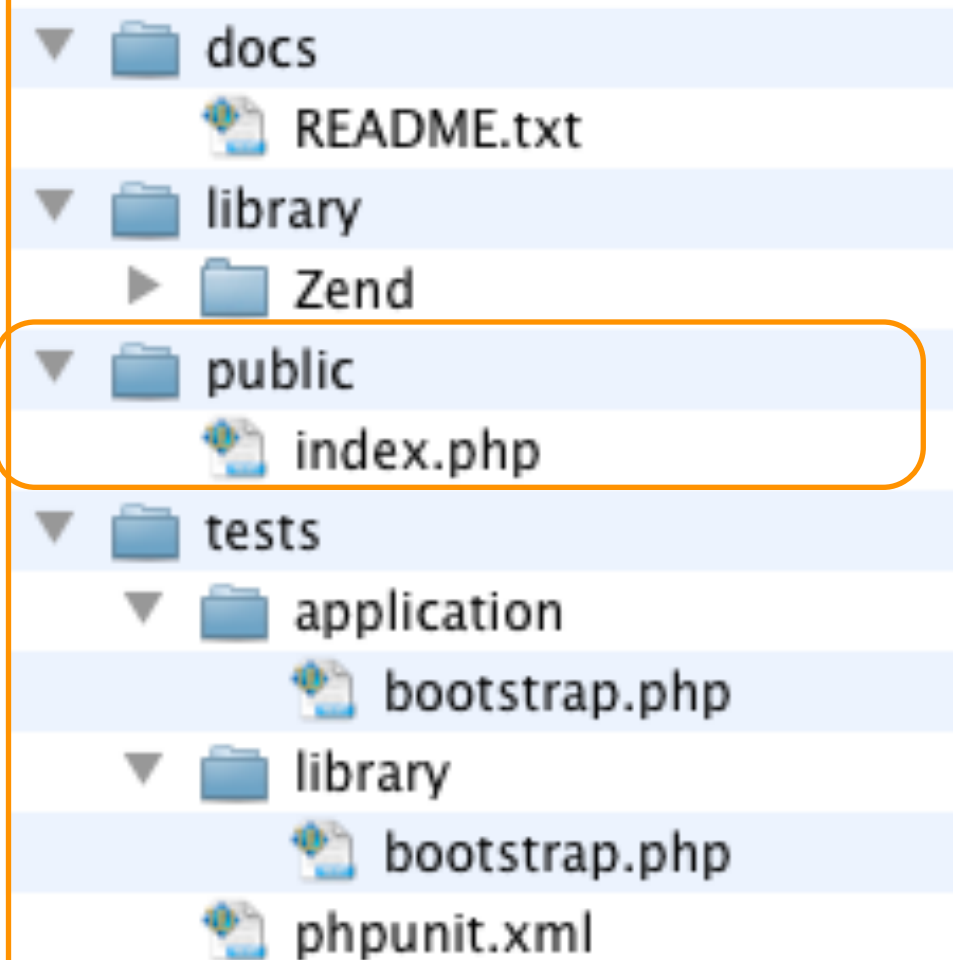 docs
README.txt
library
Zend
public
index.php
tests
application
bootstrap.php
library
bootstrap.php
phpunit.xml